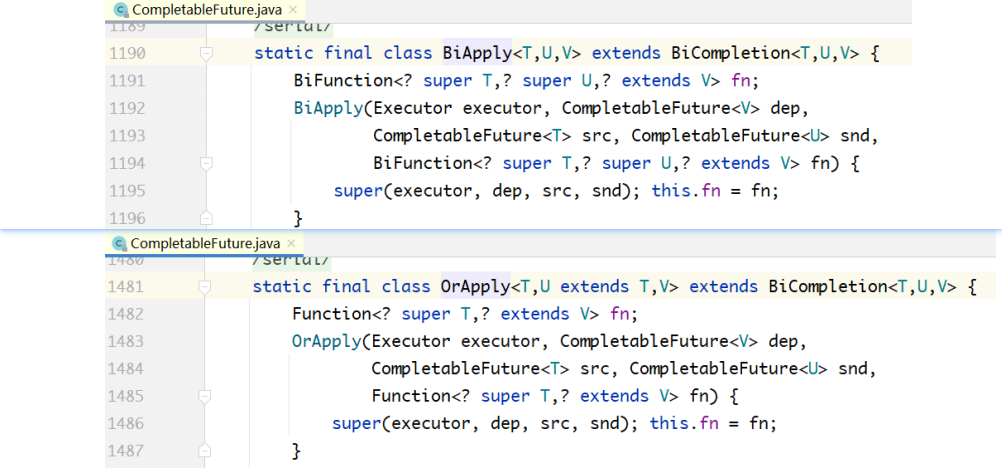 CompletableFuture.java ×
1189 /serial/
1190 static final class BiApply<T,U,V> extends BiCompletion<T,U,V> {
1191 BiFunction<? super T,? super U,? extends V> fn;
1192 BiApply(Executor executor, CompletableFuture<V> dep,
1193 CompletableFuture<T> src, CompletableFuture<U> snd,
1194 BiFunction<? super T,? super U,? extends V> fn) {
1195 super(executor, dep, src, snd); this.fn = fn;
1196 }
CompletableFuture.java ×
1480 /serial/
1481 static final class OrApply<T,U extends T,V> extends BiCompletion<T,U,V> {
1482 Function<? super T,? extends V> fn;
1483 OrApply(Executor executor, CompletableFuture<V> dep,
1484 CompletableFuture<T> src, CompletableFuture<U> snd,
1485 Function<? super T,? extends V> fn) {
1486 super(executor, dep, src, snd); this.fn = fn;
1487 }